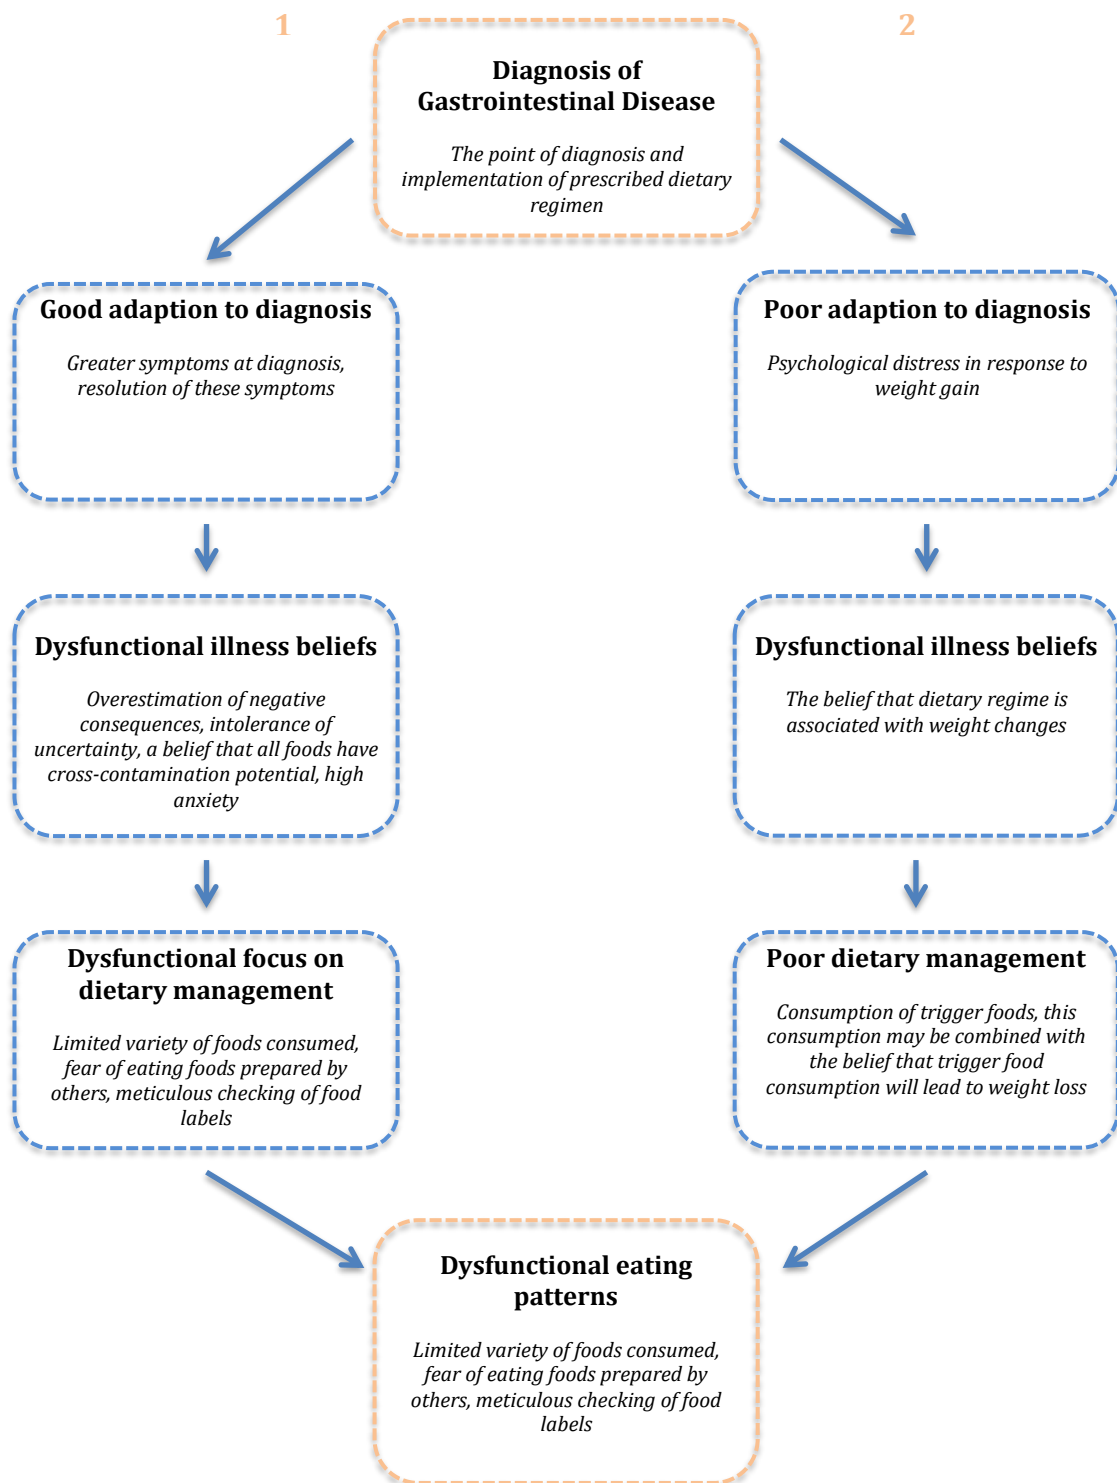 1
2
Diagnosis of
Gastrointestinal Disease
The point of diagnosis and
implementation of prescribed dietary
regimen
Good adaption to diagnosis
Greater symptoms at diagnosis,
resolution of these symptoms
Poor adaption to diagnosis
Psychological distress in response to
weight gain
Dysfunctional illness beliefs
Overestimation of negative
consequences, intolerance of
uncertainty, a belief that all foods have
cross-contamination potential, high
anxiety
Dysfunctional illness beliefs
The belief that dietary regime is
associated with weight changes
Dysfunctional focus on
dietary management
Limited variety of foods consumed,
fear of eating foods prepared by
others, meticulous checking of food
labels
Poor dietary management
Consumption of trigger foods, this
consumption may be combined with
the belief that trigger food
consumption will lead to weight loss
Dysfunctional eating
patterns
Limited variety of foods consumed,
fear of eating foods prepared by
others, meticulous checking of food
labels